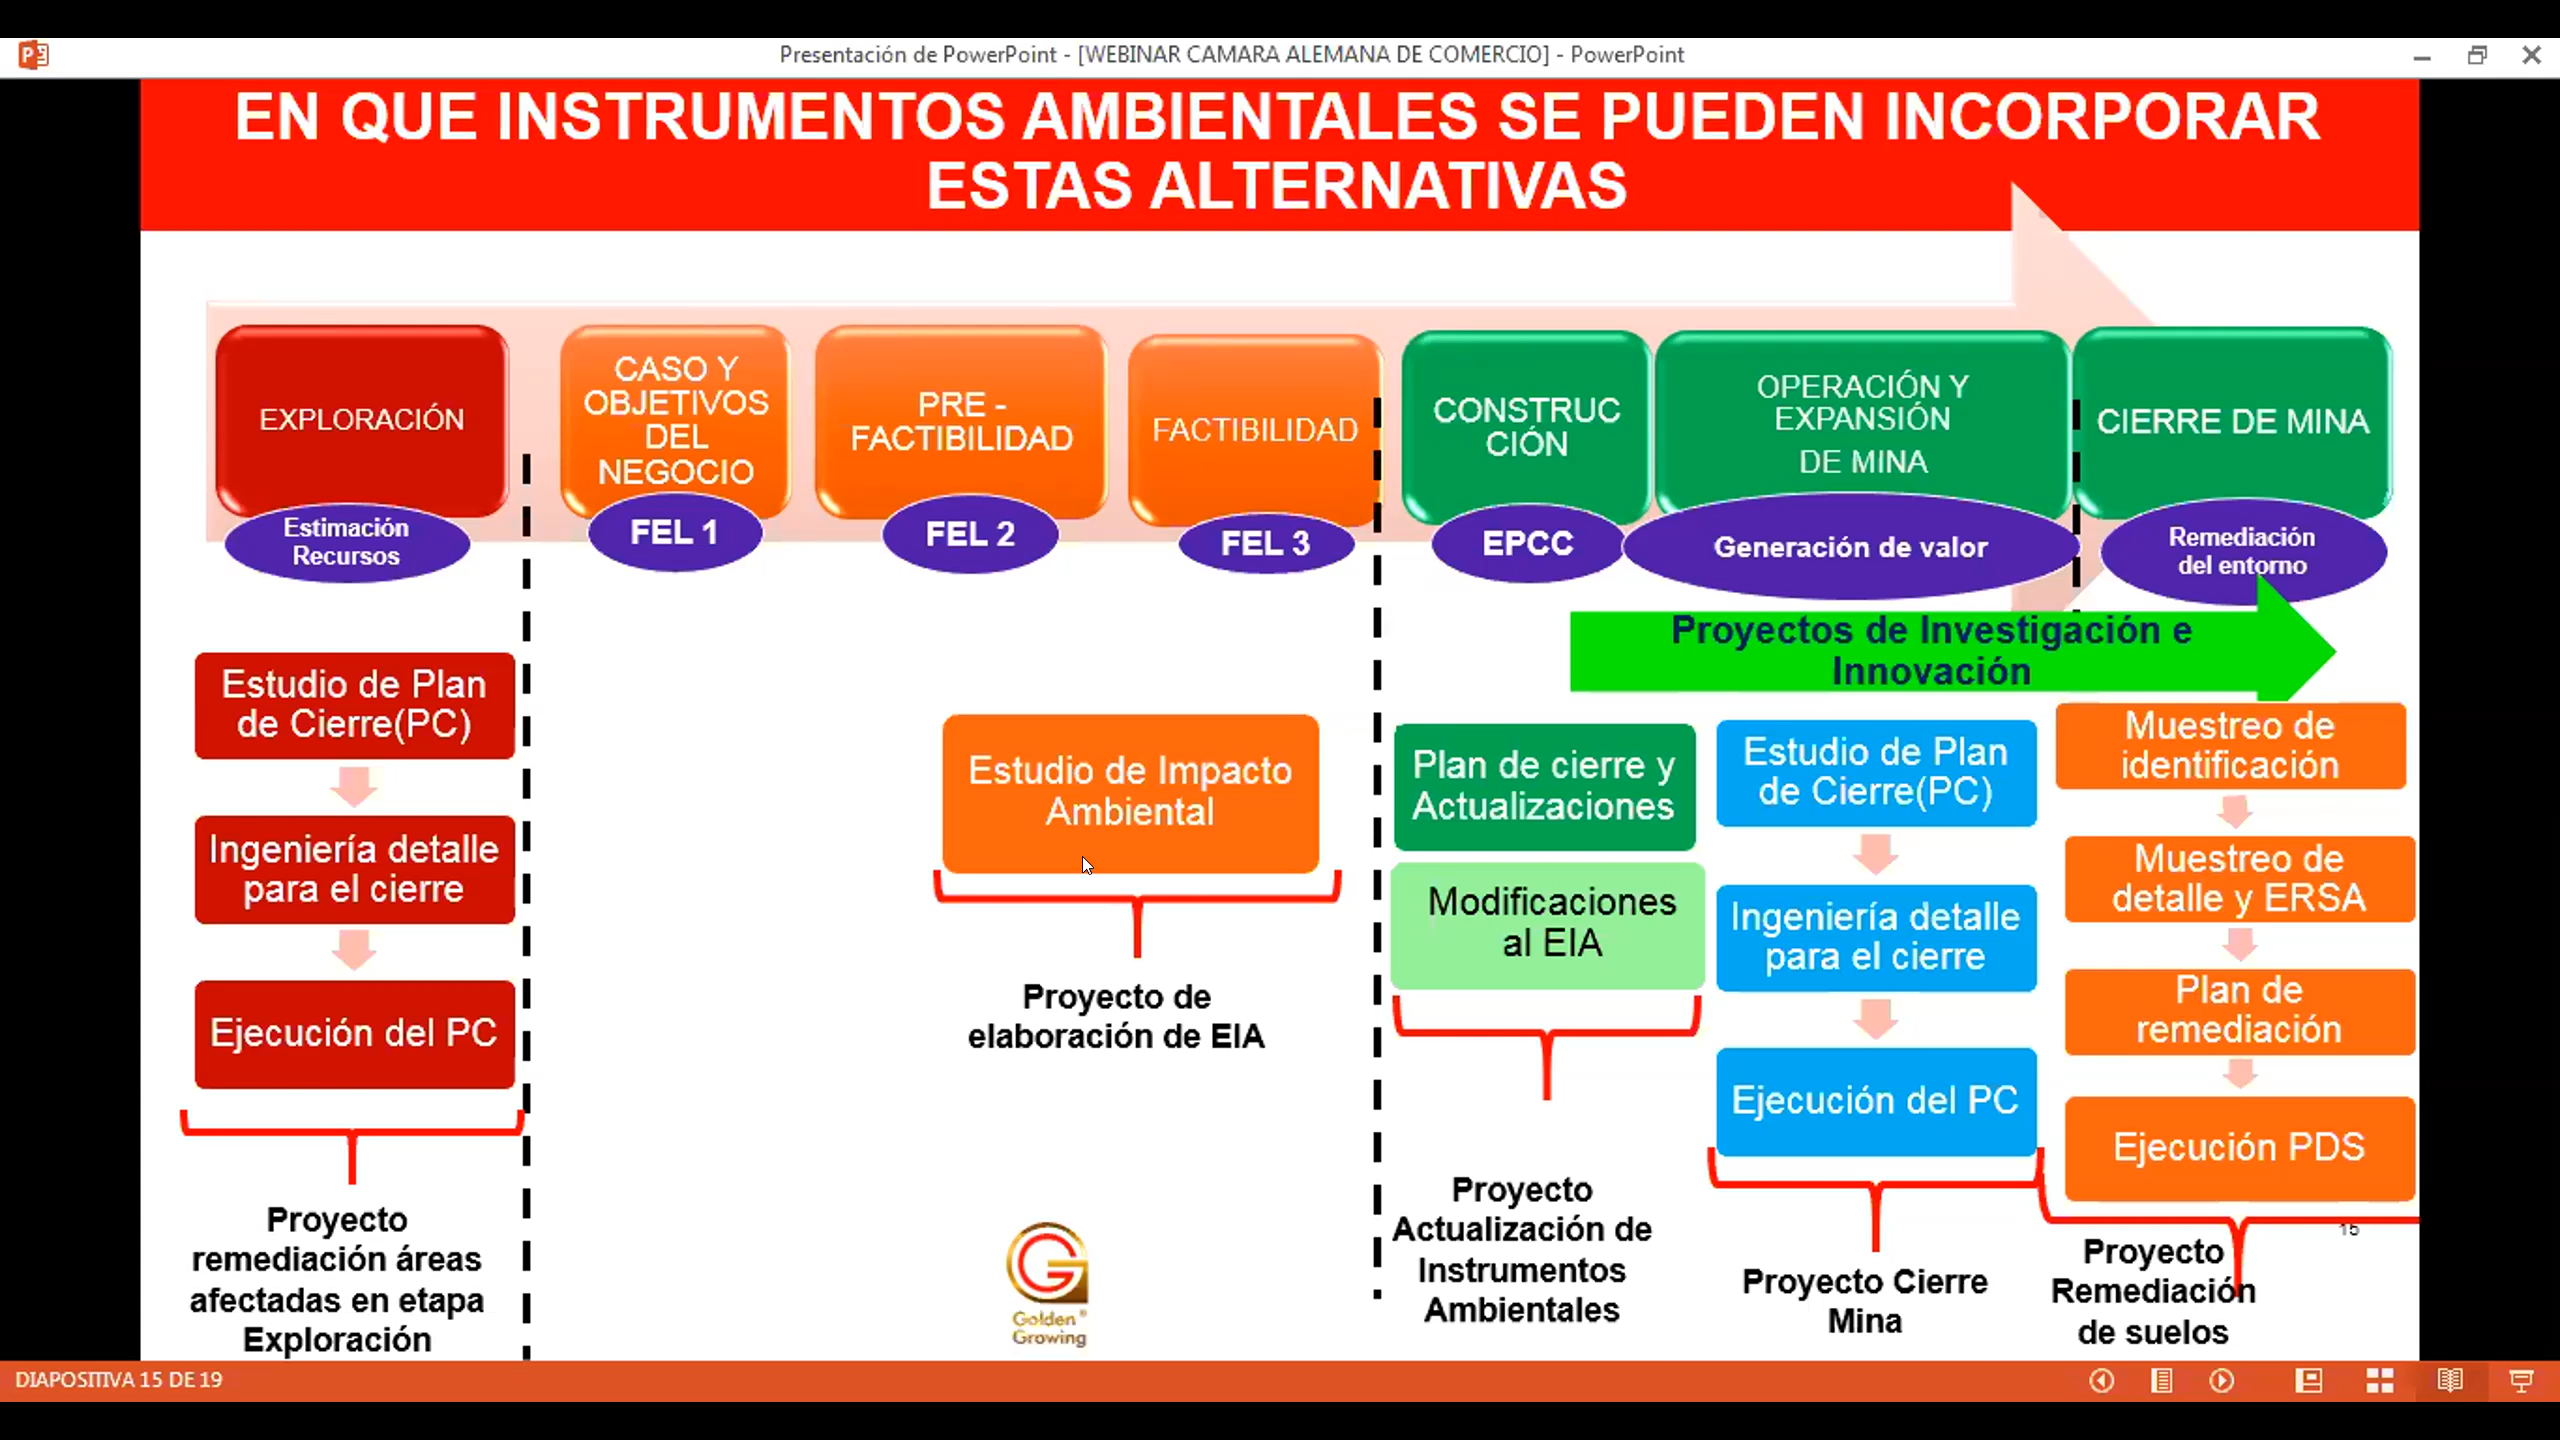 Presentación de PowerPoint - [WEBINAR CAMARA ALEMANA DE COMERCIO] - PowerPoint
EN QUE INSTRUMENTOS AMBIENTALES SE PUEDEN INCORPORAR
ESTAS ALTERNATIVAS
EXPLORACIÓN
Estimación
Recursos
CASO Y
OBJETIVOS
DEL
NEGOCIO
FEL 1
PRE -
FACTIBILIDAD
FEL 2
FACTIBILIDAD
FEL 3
CONSTRUC
CIÓN
EPCC
OPERACIÓN Y
EXPANSIÓN
DE MINA
Generación de valor
CIERRE DE MINA
Remediación
del entorno
Proyectos de Investigación e
Innovación
Estudio de Plan
de Cierre(PC)
Ingeniería detalle
para el cierre
Ejecución del PC
Proyecto
remediación áreas
afectadas en etapa
Exploración
Estudio de Impacto
Ambiental
Proyecto de
elaboración de EIA
Plan de cierre y
Actualizaciones
Modificaciones
al EIA
Proyecto
Actualización de
Instrumentos
Ambientales
Estudio de Plan
de Cierre(PC)
Ingeniería detalle
para el cierre
Ejecución del PC
Proyecto Cierre
Mina
Muestreo de
identificación
Muestreo de
detalle y ERSA
Plan de
remediación
Ejecución PDS
Proyecto
Remediación
de suelos
15
Golden®
Growing
DIAPOSITIVA 15 DE 19